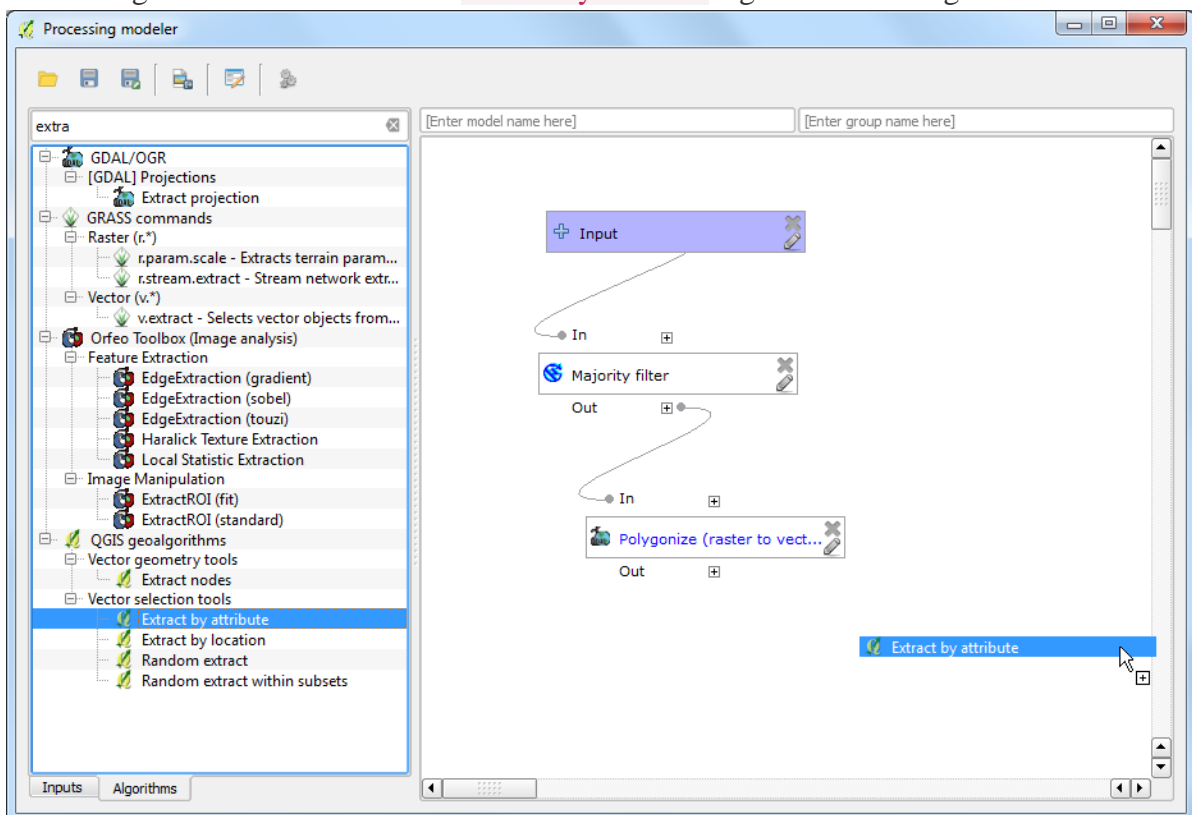 Processing modeler
extra
[Enter model name here]
[Enter group name here]
GDAL/OGR
[GDAL] Projections
Extract projection
GRASS commands
Raster (r.*)
r.param.scale - Extracts terrain param...
r.stream.extract - Stream network extr...
Vector (v.*)
v.extract - Selects vector objects from...
Orfeo Toolbox (Image analysis)
Feature Extraction
EdgeExtraction (gradient)
EdgeExtraction (sobel)
EdgeExtraction (touzi)
Haralick Texture Extraction
Local Statistic Extraction
Image Manipulation
ExtractROI (fit)
ExtractROI (standard)
QGIS geoalgorithms
Vector geometry tools
Extract nodes
Vector selection tools
Extract by attribute
Extract by location
Random extract
Random extract within subsets
Inputs
Algorithms
Input
In
Majority filter
Out
In
Polygonize (raster to vect...
Out
Extract by attribute